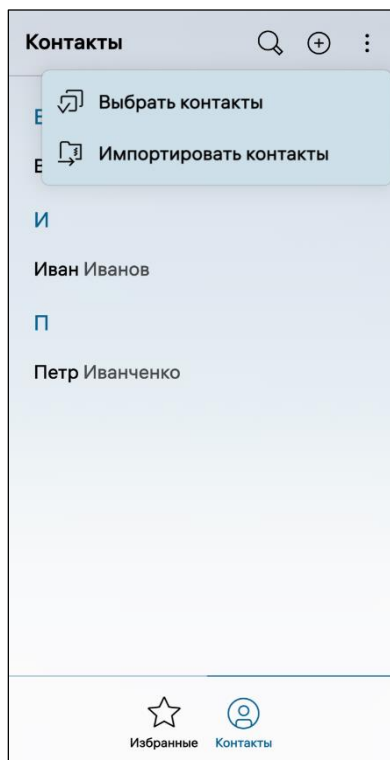 Контакты
Выбрать контакты
Импортировать контакты
И
Иван Иванов
П
Петр Иванченко
Избранные Контакты